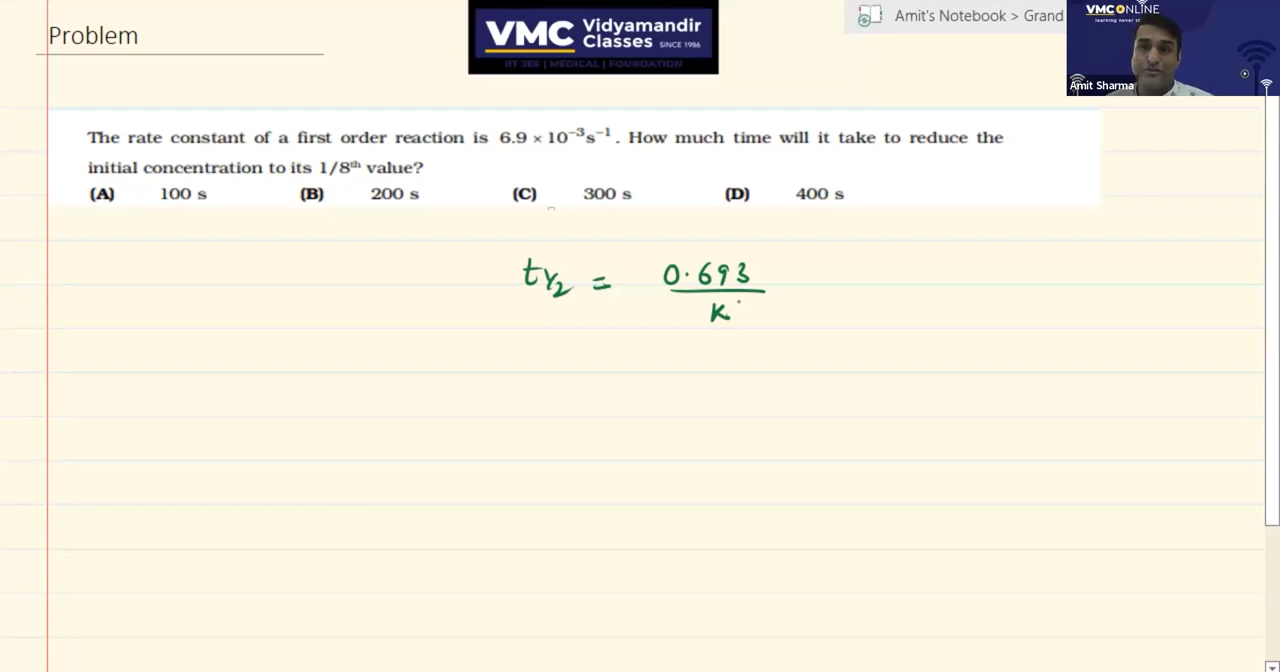 Problem
VMC Vidyamandir Classes SINCE 1986
IIT JEE | MEDICAL | FOUNDATION
Amit's Notebook > Grand
VMC ONLINE
Amit Sharma
The rate constant of a first order reaction is 6.9 × 10⁻³s⁻¹. How much time will it take to reduce the
initial concentration to its 1/8ᵗʰ value?
(A) 100 s (B) 200 s (C) 300 s (D) 400 s
t½ = 0.693
K